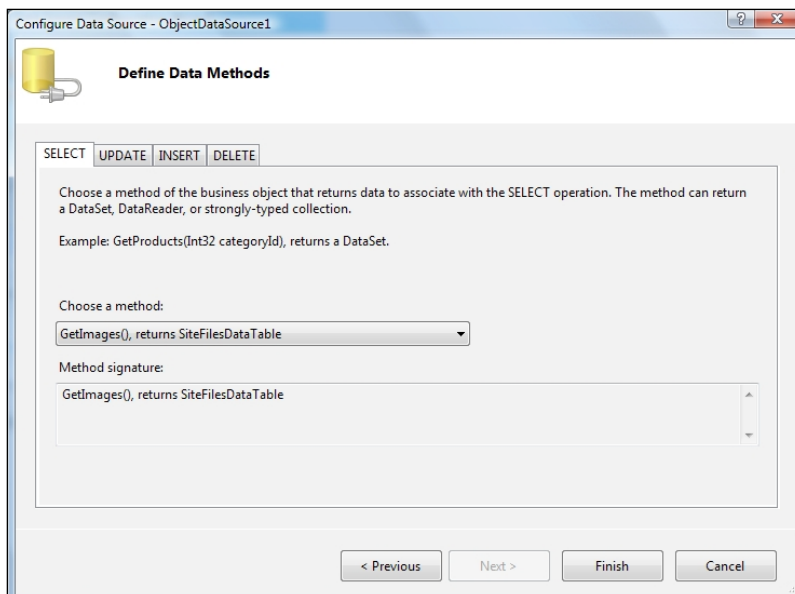 Configure Data Source - ObjectDataSource1
Define Data Methods
SELECT UPDATE INSERT DELETE
Choose a method of the business object that returns data to associate with the SELECT operation. The method can return
a DataSet, DataReader, or strongly-typed collection.
Example: GetProducts(Int32 categoryId), returns a DataSet.
Choose a method:
GetImages(), returns SiteFilesDataTable
Method signature:
GetImages(), returns SiteFilesDataTable
< Previous Next > Finish Cancel